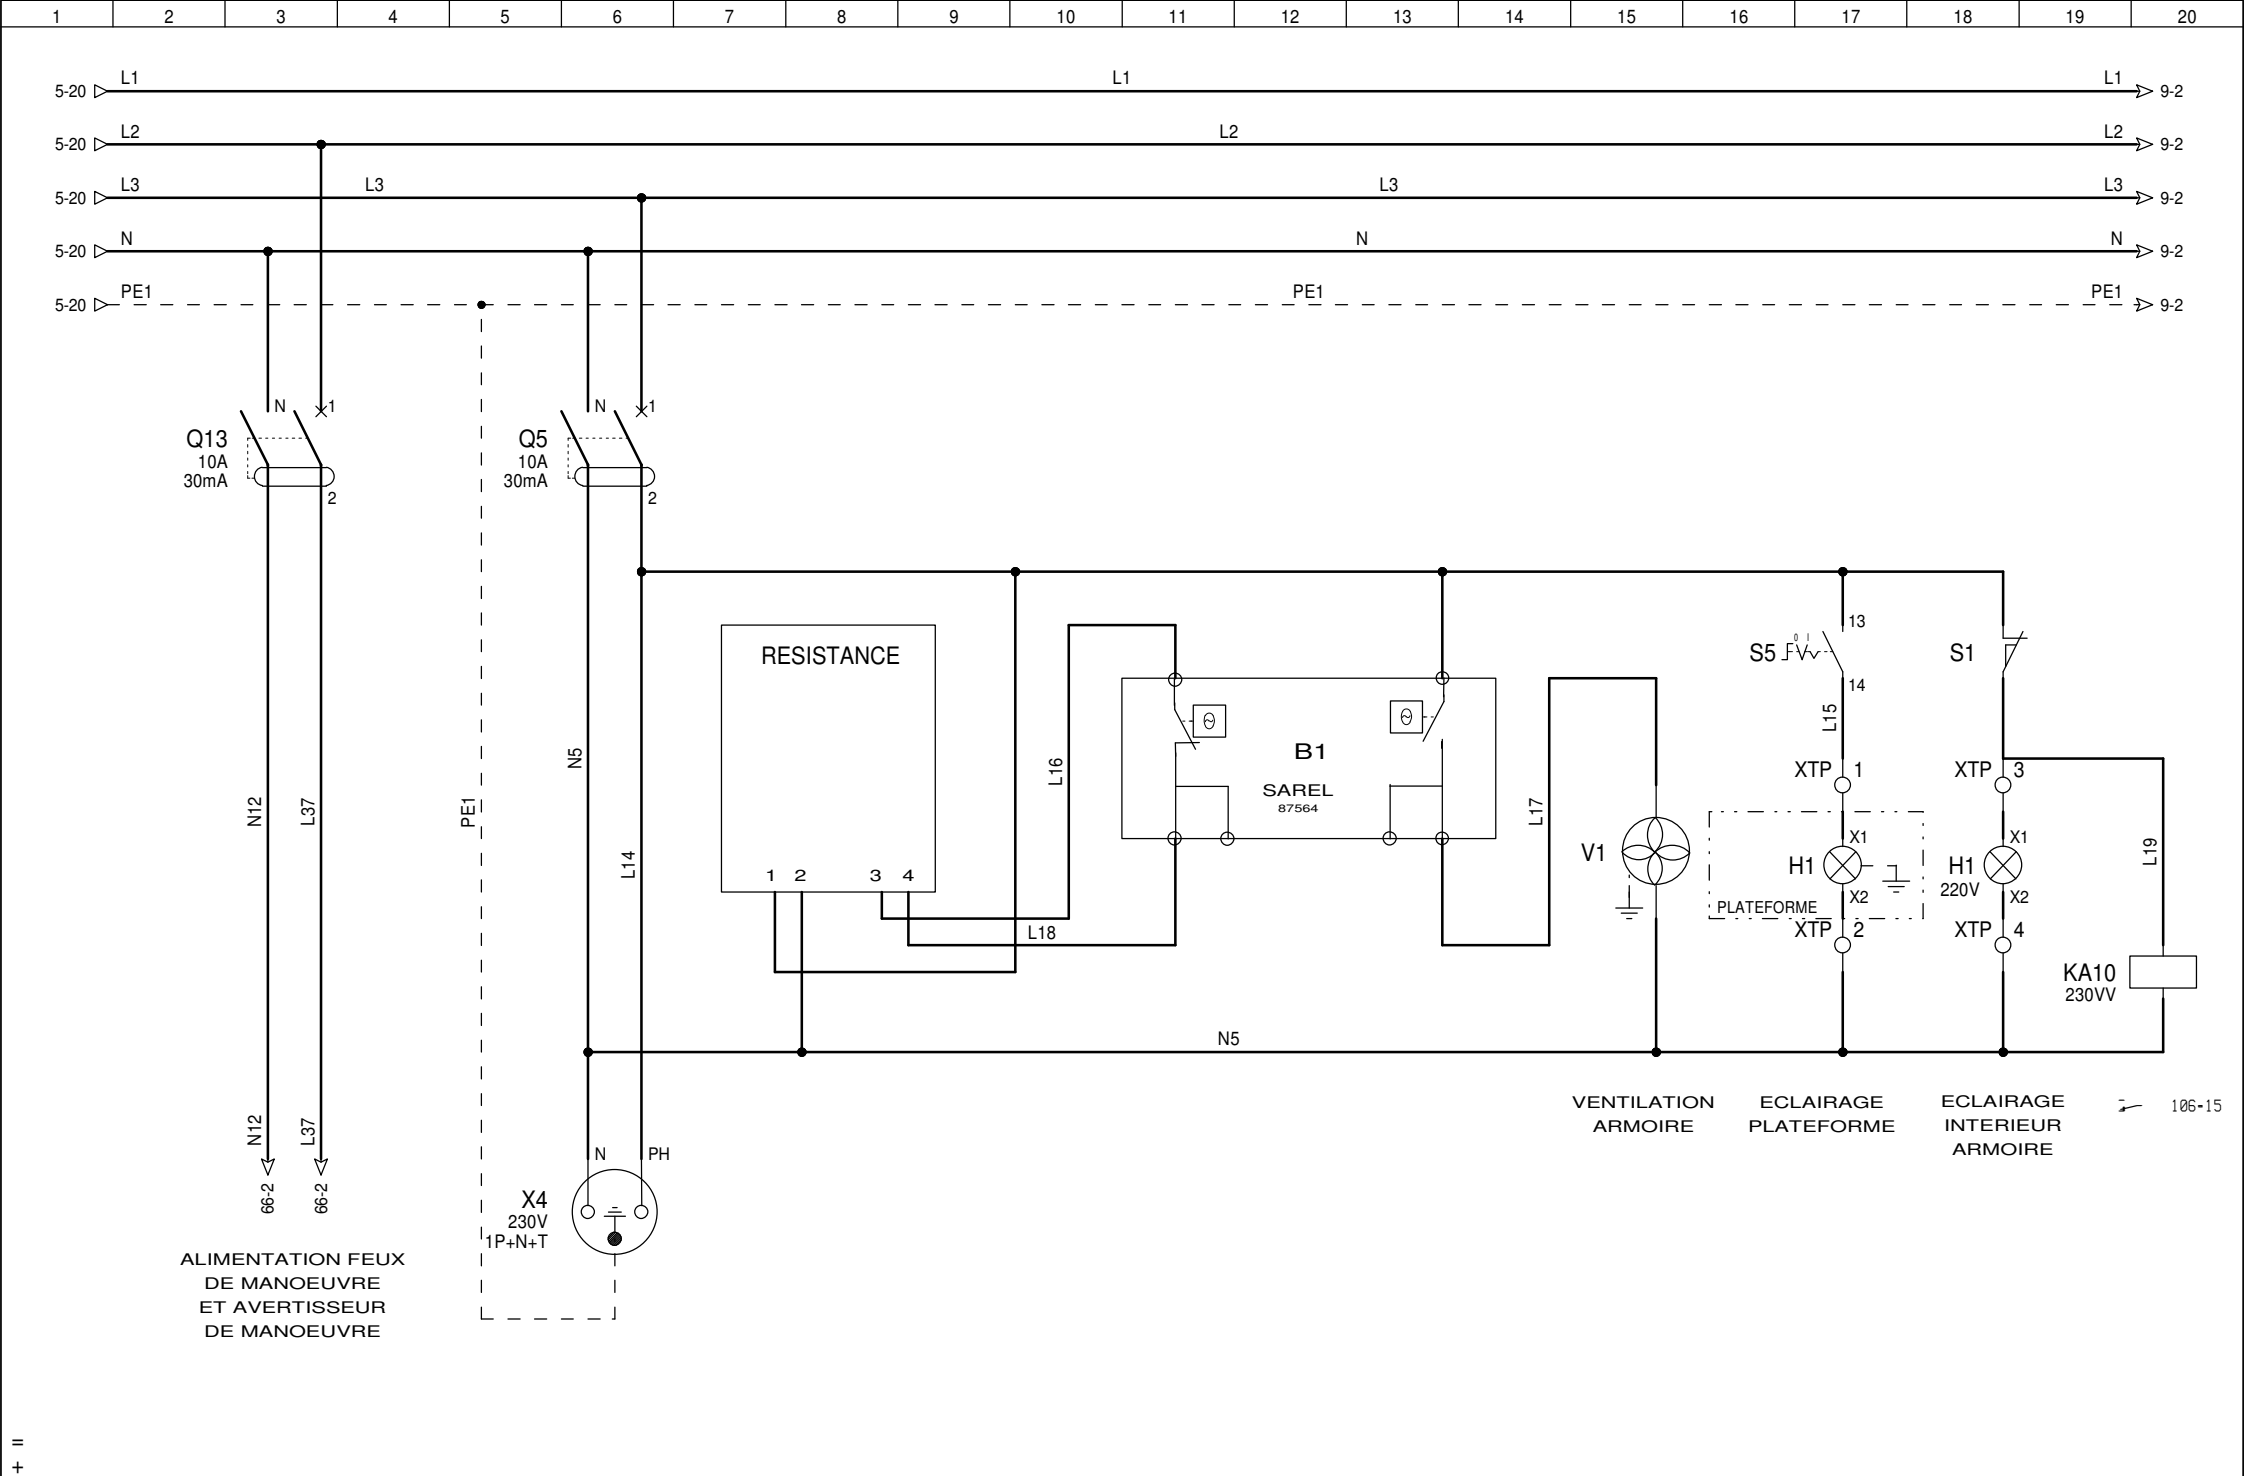 1 2 3 4 5 6 7 8 9 10 11 12 13 14 15 16 17 18 19 20
5-20 L1 L1 L1 9-2
5-20 L2 L2 L2 9-2
5-20 L3 L3 L3 L3 9-2
5-20 N N N 9-2
5-20 PE1 PE1 PE1 9-2
N 1
Q13
10A
30mA
2
N 1
Q5
10A
30mA
2
N12
L37
PE1
N5
L14
RESISTANCE
1 2 3 4
L16
L18
B1
SAREL
87564
L17
V1
0 I
13
S5
14
L15
XTP 1
X1
H1
X2
PLATEFORME
XTP 2
S1
XTP 3
X1
H1
220V
X2
XTP 4
L19
KA10
230VV
N5
N12
L37
66-2
66-2
N PH
X4
230V
1P+N+T
VENTILATION
ARMOIRE
ECLAIRAGE
PLATEFORME
ECLAIRAGE
INTERIEUR
ARMOIRE
106-15
ALIMENTATION FEUX
DE MANOEUVRE
ET AVERTISSEUR
DE MANOEUVRE
=
+